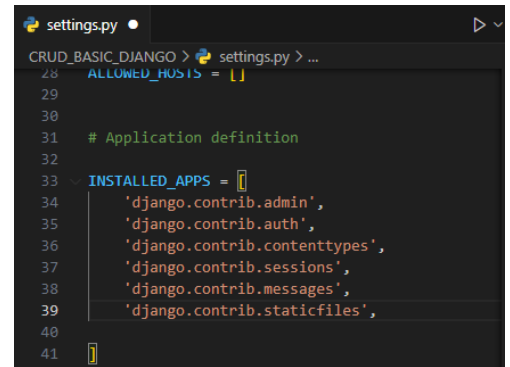 settings.py
CRUD_BASIC_DJANGO > settings.py > ...
28 ALLOWED_HOSTS = []
29
30
31 # Application definition
32
33 INSTALLED_APPS = [
34 'django.contrib.admin',
35 'django.contrib.auth',
36 'django.contrib.contenttypes',
37 'django.contrib.sessions',
38 'django.contrib.messages',
39 'django.contrib.staticfiles',
40
41 ]